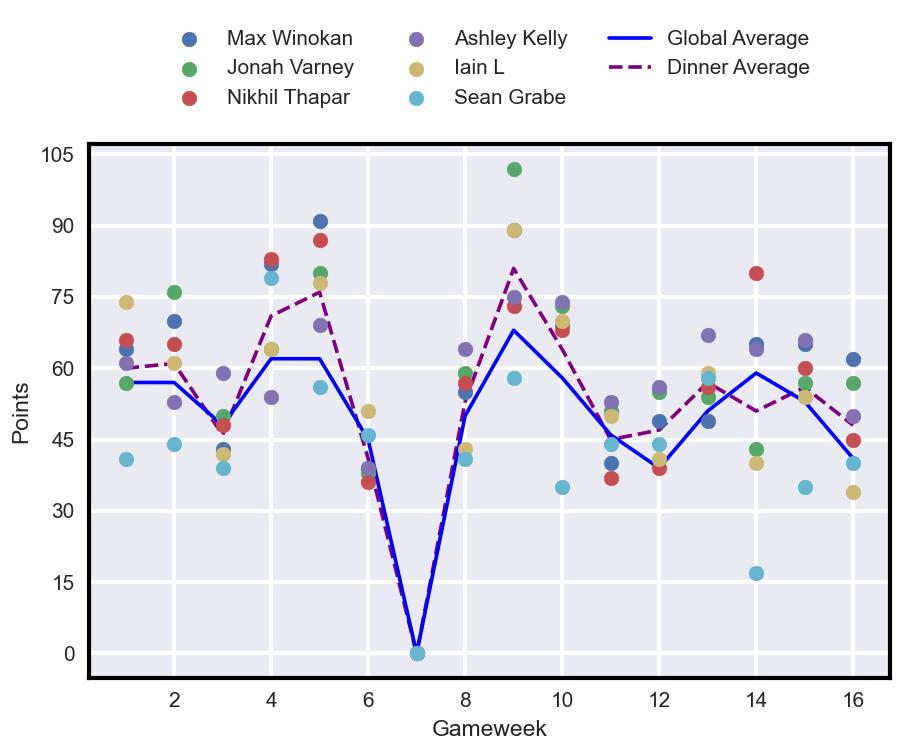 Max Winokan Ashley Kelly Global Average
Jonah Varney Iain L Dinner Average
Nikhil Thapar Sean Grabe
105
90
75
60
45
30
15
0
Points
2 4 6 8 10 12 14 16
Gameweek